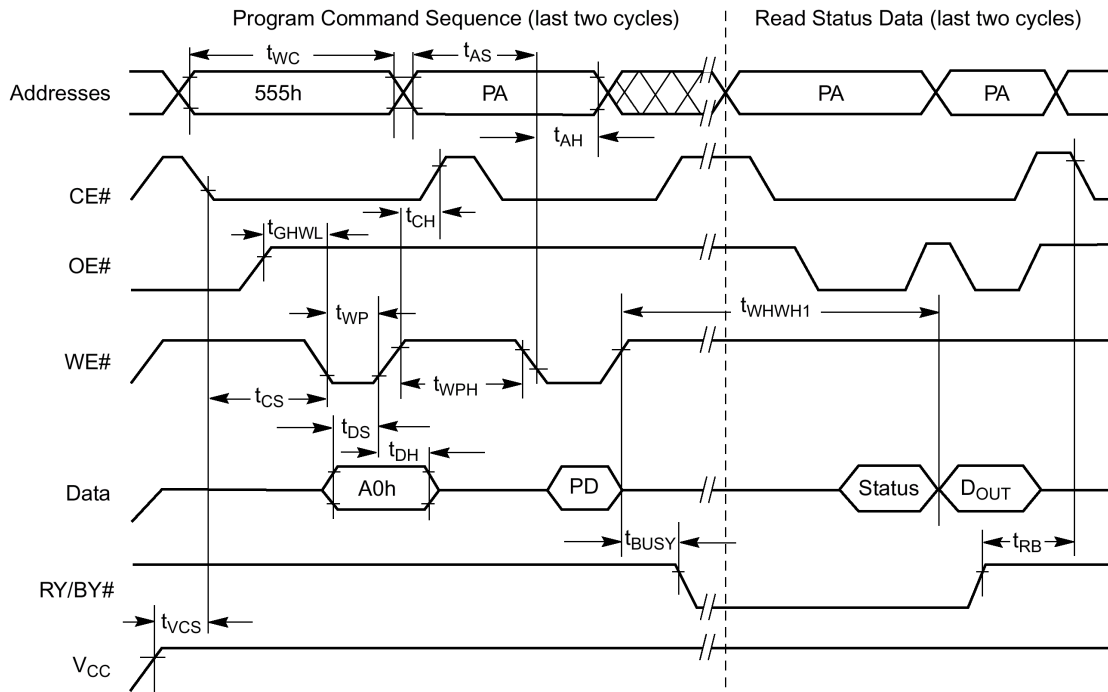 Program Command Sequence (last two cycles)
Read Status Data (last two cycles)
tWC
tAS
Addresses
555h
PA
PA
PA
tAH
CE#
tCH
tGHWL
OE#
tWHWH1
tWP
WE#
tWPH
tCS
tDS
tDH
Data
A0h
PD
Status
DOUT
tBUSY
tRB
RY/BY#
tVCS
VCC